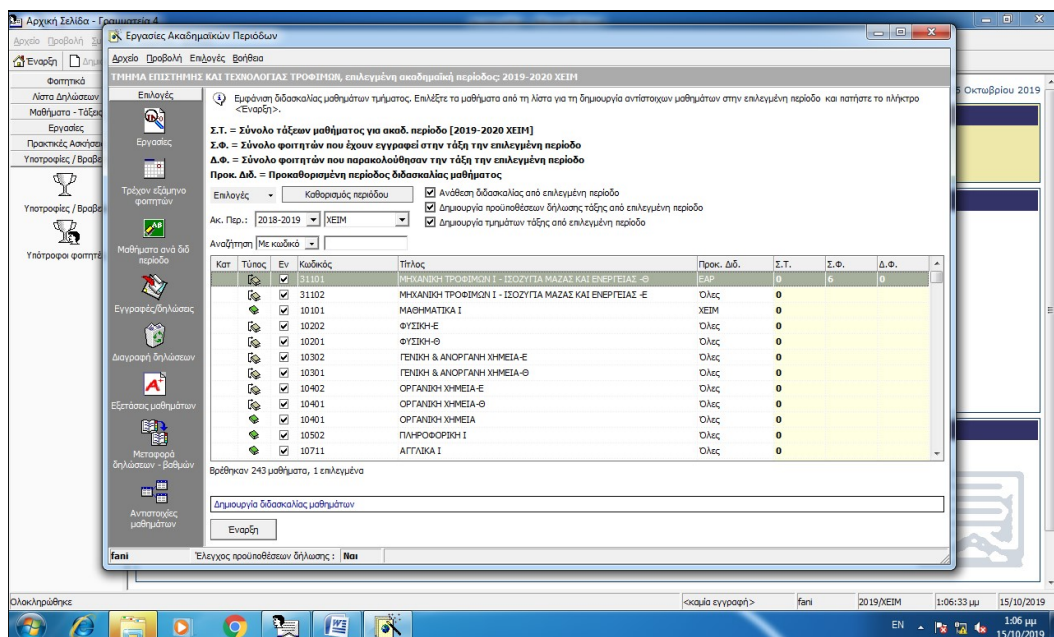 Αρχική Σελίδα - Γραμματεία 4
Εργασίες Ακαδημαϊκών Περιόδων
Αρχείο Προβολή
Αρχείο Προβολή Επιλογές Βοήθεια
Έναρξη
ΤΜΗΜΑ ΕΠΙΣΤΗΜΗΣ ΚΑΙ ΤΕΧΝΟΛΟΓΙΑΣ ΤΡΟΦΙΜΩΝ, επιλεγμένη ακαδημαϊκή περίοδος: 2019-2020 ΧΕΙΜ
Φοιτητικά
Λίστα Δηλώσεων
Μαθήματα - Τάξεις
Εργασίες
Πρακτικές Ασκήσε
Υποτροφίες / Βραβε
Υποτροφίες / Βραβε
Υπότροφοι φοιτητέ
Επιλογές
Εργασίες
Τρέχον εξάμηνο φοιτητών
Μαθήματα ανά διδ περίοδο
Εγγραφές/δηλώσεις
Διαγραφή δηλώσεων
Εξετάσεις μαθημάτων
Μεταφορά δηλώσεων - βαθμών
Αντιστοιχίες μαθημάτων
Οκτωβρίου 2019
Εμφάνιση διδασκαλίας μαθημάτων τμήματος. Επιλέξτε τα μαθήματα από τη λίστα για τη δημιουργία αντίστοιχων μαθημάτων στην επιλεγμένη περίοδο και πατήστε το πλήκτρο
<Έναρξη>.
Σ.Τ. = Σύνολο τάξεων μαθήματος για ακαδ. περίοδο [2019-2020 ΧΕΙΜ]
Σ.Φ. = Σύνολο φοιτητών που έχουν εγγραφεί στην τάξη την επιλεγμένη περίοδο
Δ.Φ. = Σύνολο φοιτητών που παρακολούθησαν την τάξη την επιλεγμένη περίοδο
Προκ. Διδ. = Προκαθορισμένη περίοδος διδασκαλίας μαθήματος
Επιλογές Καθορισμός περιόδου
Ανάθεση διδασκαλίας από επιλεγμένη περίοδο
Δημιουργία προϋποθέσεων δήλωσης τάξης από επιλεγμένη περίοδο
Δημιουργία τμημάτων τάξης από επιλεγμένη περίοδο
Ακ. Περ.: 2018-2019 ΧΕΙΜ
Αναζήτηση Με κωδικό
Κατ Τύπος Εν Κωδικός Τίτλος Προκ. Διδ. Σ.Τ. Σ.Φ. Δ.Φ.
31101 ΜΗΧΑΝΙΚΗ ΤΡΟΦΙΜΩΝ Ι - ΙΣΟΖΥΓΙΑ ΜΑΖΑΣ ΚΑΙ ΕΝΕΡΓΕΙΑΣ -Θ ΕΑΡ 0 6 0
31102 ΜΗΧΑΝΙΚΗ ΤΡΟΦΙΜΩΝ Ι - ΙΣΟΖΥΓΙΑ ΜΑΖΑΣ ΚΑΙ ΕΝΕΡΓΕΙΑΣ -Ε Όλες 0
10101 ΜΑΘΗΜΑΤΙΚΑ Ι ΧΕΙΜ 0
10202 ΦΥΣΙΚΗ-Ε Όλες 0
10201 ΦΥΣΙΚΗ-Θ Όλες 0
10302 ΓΕΝΙΚΗ & ΑΝΟΡΓΑΝΗ ΧΗΜΕΙΑ-Ε Όλες 0
10301 ΓΕΝΙΚΗ & ΑΝΟΡΓΑΝΗ ΧΗΜΕΙΑ-Θ Όλες 0
10402 ΟΡΓΑΝΙΚΗ ΧΗΜΕΙΑ-Ε Όλες 0
10401 ΟΡΓΑΝΙΚΗ ΧΗΜΕΙΑ-Θ Όλες 0
10401 ΟΡΓΑΝΙΚΗ ΧΗΜΕΙΑ Όλες 0
10502 ΠΛΗΡΟΦΟΡΙΚΗ Ι Όλες 0
10711 ΑΓΓΛΙΚΑ Ι Όλες 0
Βρέθηκαν 243 μαθήματα, 1 επιλεγμένα
Δημιουργία διδασκαλίας μαθημάτων
Έναρξη
fani Έλεγχος προϋποθέσεων δήλωσης : Ναι
Ολοκληρώθηκε <καμία εγγραφή> fani 2019/ΧΕΙΜ 1:06:33 μμ 15/10/2019
EN 1:06 μμ
15/10/2019